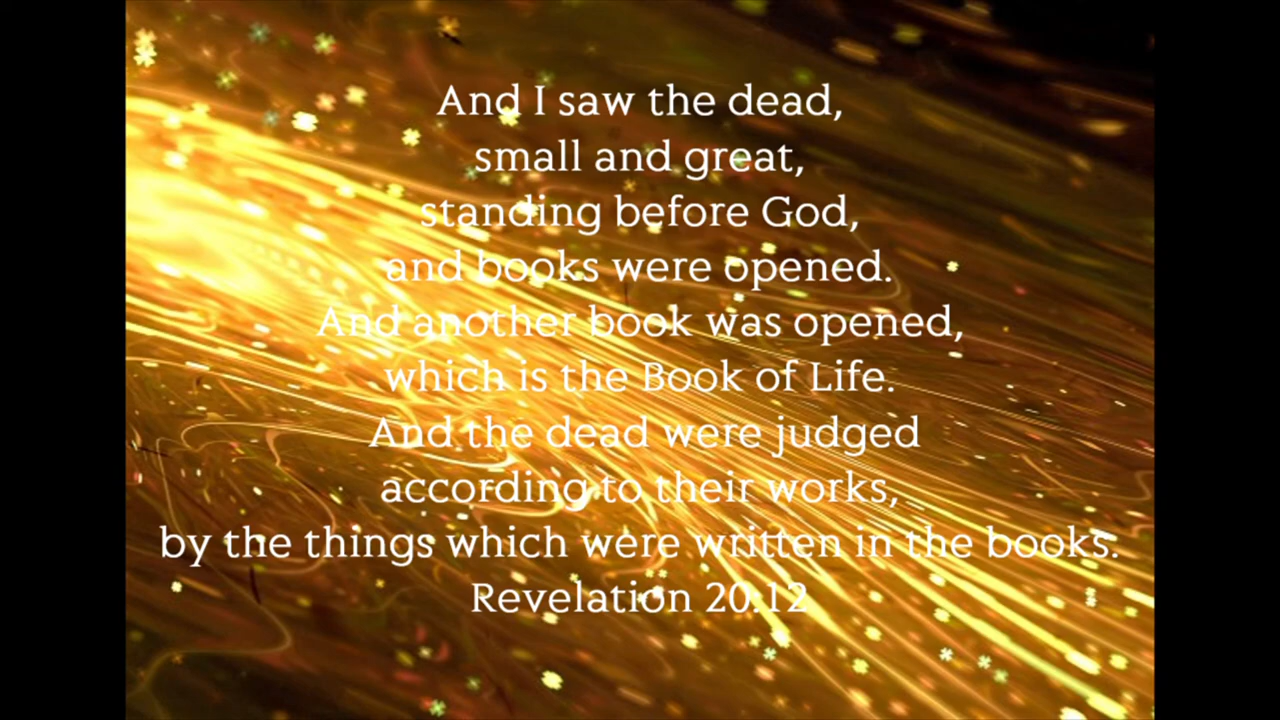 And I saw the dead,
small and great,
standing before God,
and books were opened.
And another book was opened,
which is the Book of Life.
And the dead were judged
according to their works,
by the things which were written in the books.
Revelation 20:12